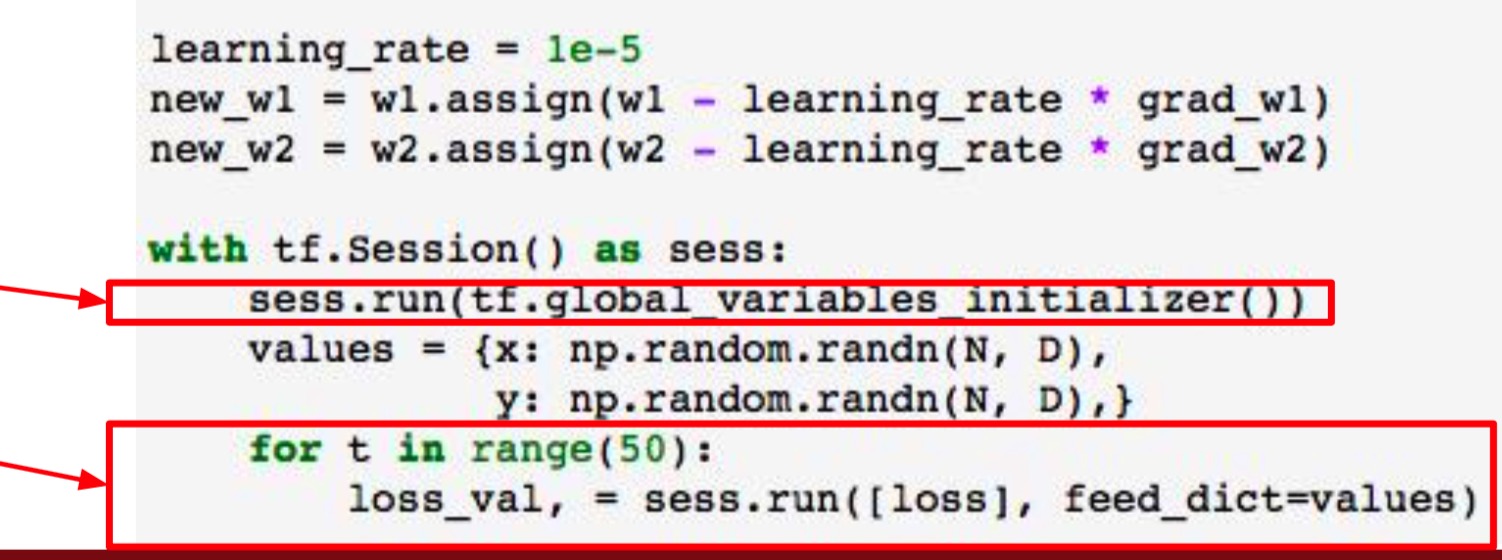 learning_rate = 1e-5
new_w1 = w1.assign(w1 - learning_rate * grad_w1)
new_w2 = w2.assign(w2 - learning_rate * grad_w2)
with tf.Session() as sess:
    sess.run(tf.global_variables_initializer())
    values = {x: np.random.randn(N, D),
              y: np.random.randn(N, D),}
    for t in range(50):
        loss_val, = sess.run([loss], feed_dict=values)